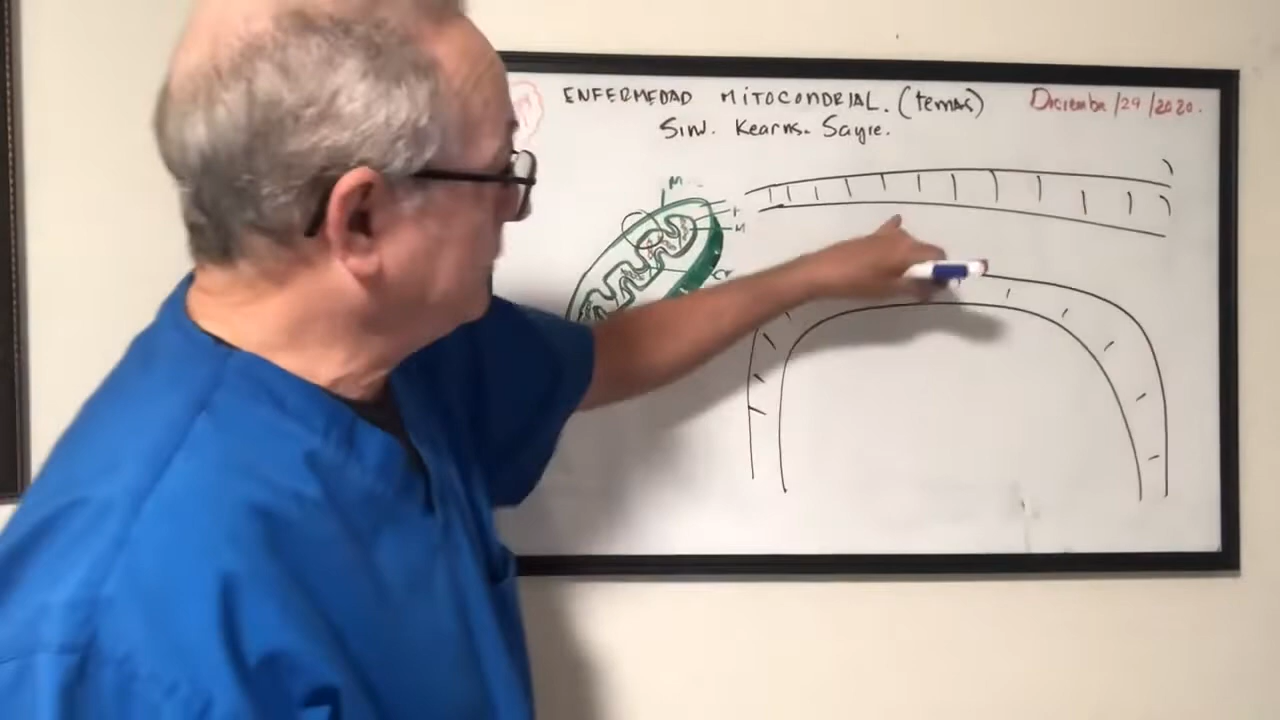 ENFERMEDAD MITOCONDRIAL. (temas) Diciembre/29/2020.
Sind. Kearns. Sayre.
M
M